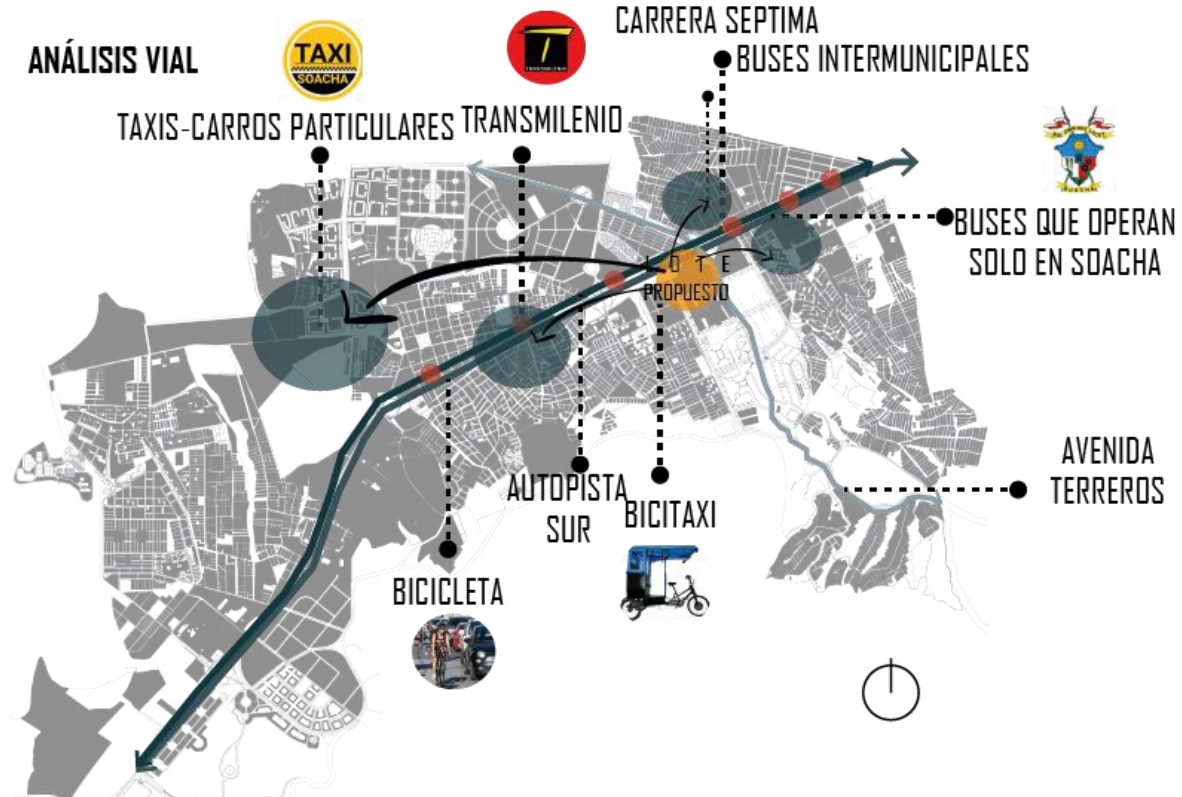 CARRERA SEPTIMA
ANÁLISIS VIAL
TAXI
SOACHA
BUSES INTERMUNICIPALES
TAXIS-CARROS PARTICULARES
TRANSMILENIO
BUSES QUE OPERAN
SOLO EN SOACHA
LOTE
PROPUESTO
AVENIDA
TERREROS
AUTOPISTA
SUR
BICITAXI
BICICLETA